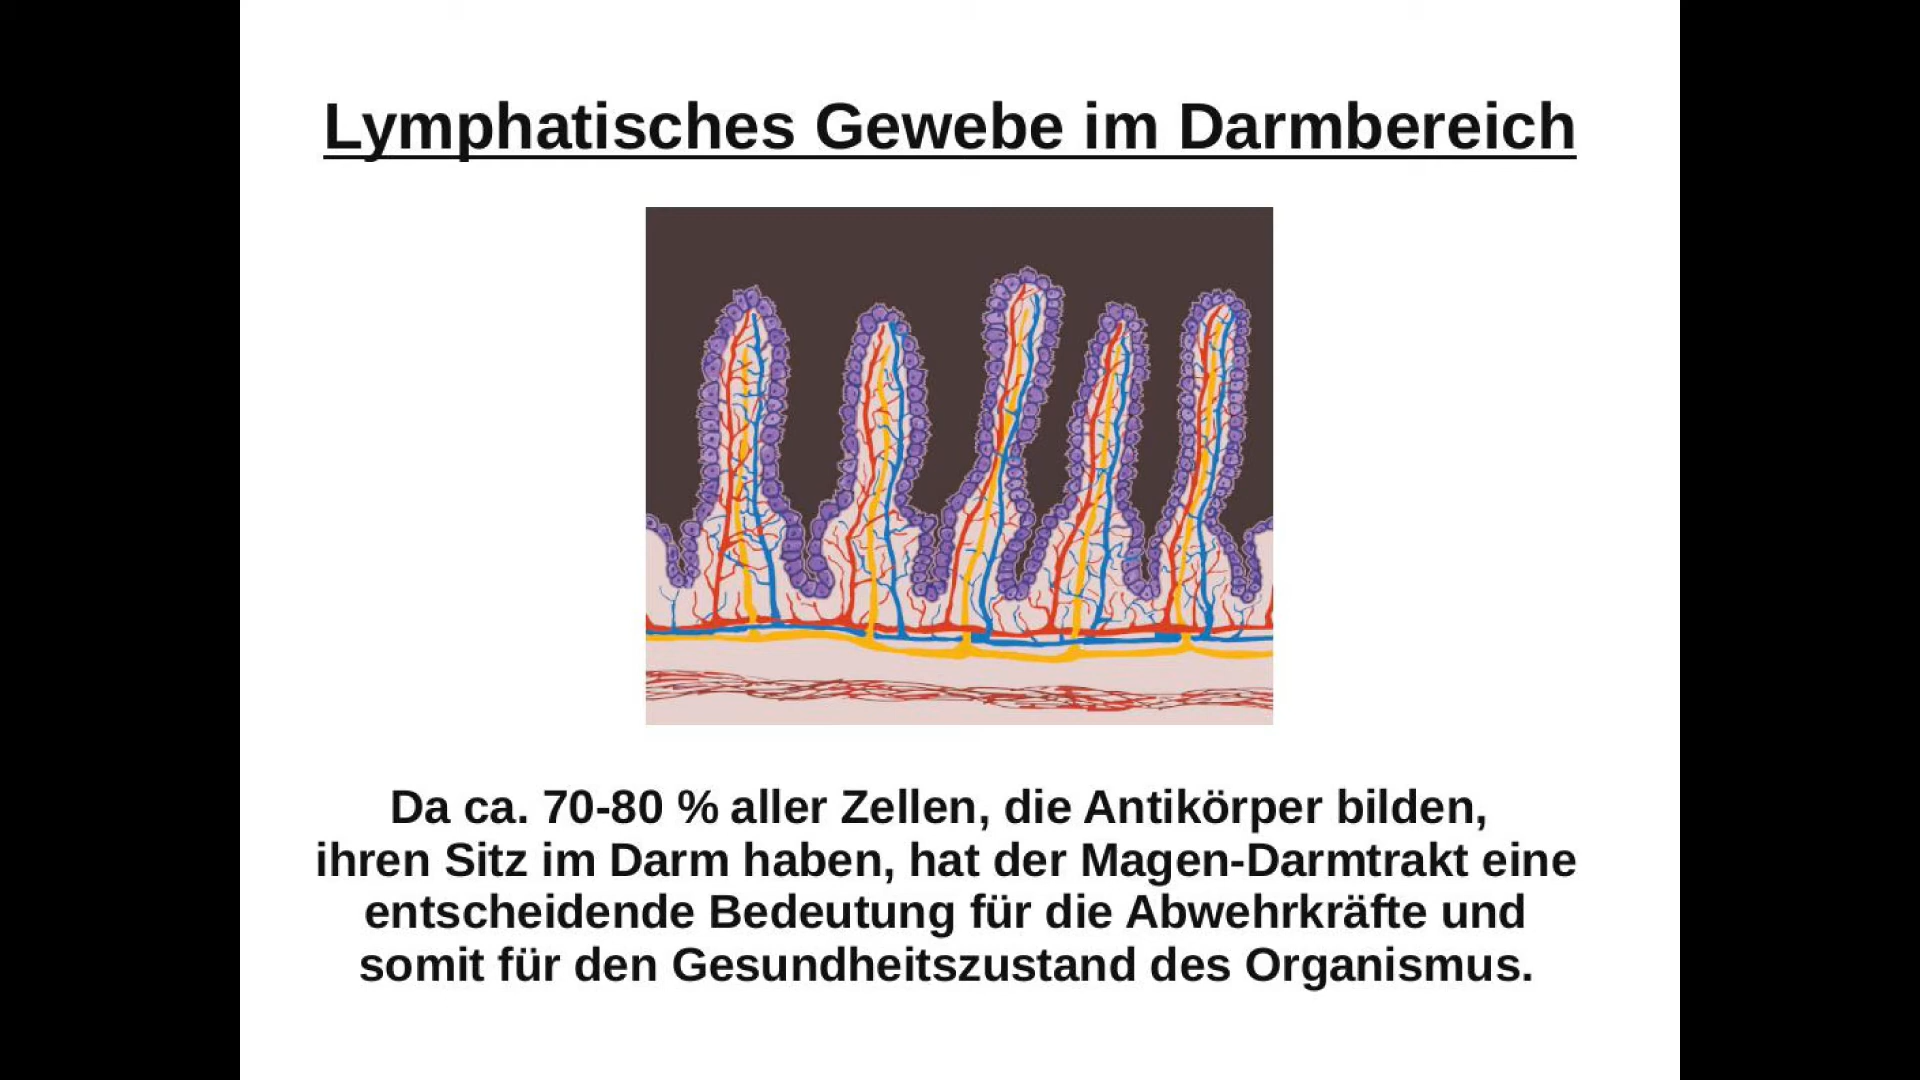 Lymphatisches Gewebe im Darmbereich
Da ca. 70-80 % aller Zellen, die Antikörper bilden,
ihren Sitz im Darm haben, hat der Magen-Darmtrakt eine
entscheidende Bedeutung für die Abwehrkräfte und
somit für den Gesundheitszustand des Organismus.